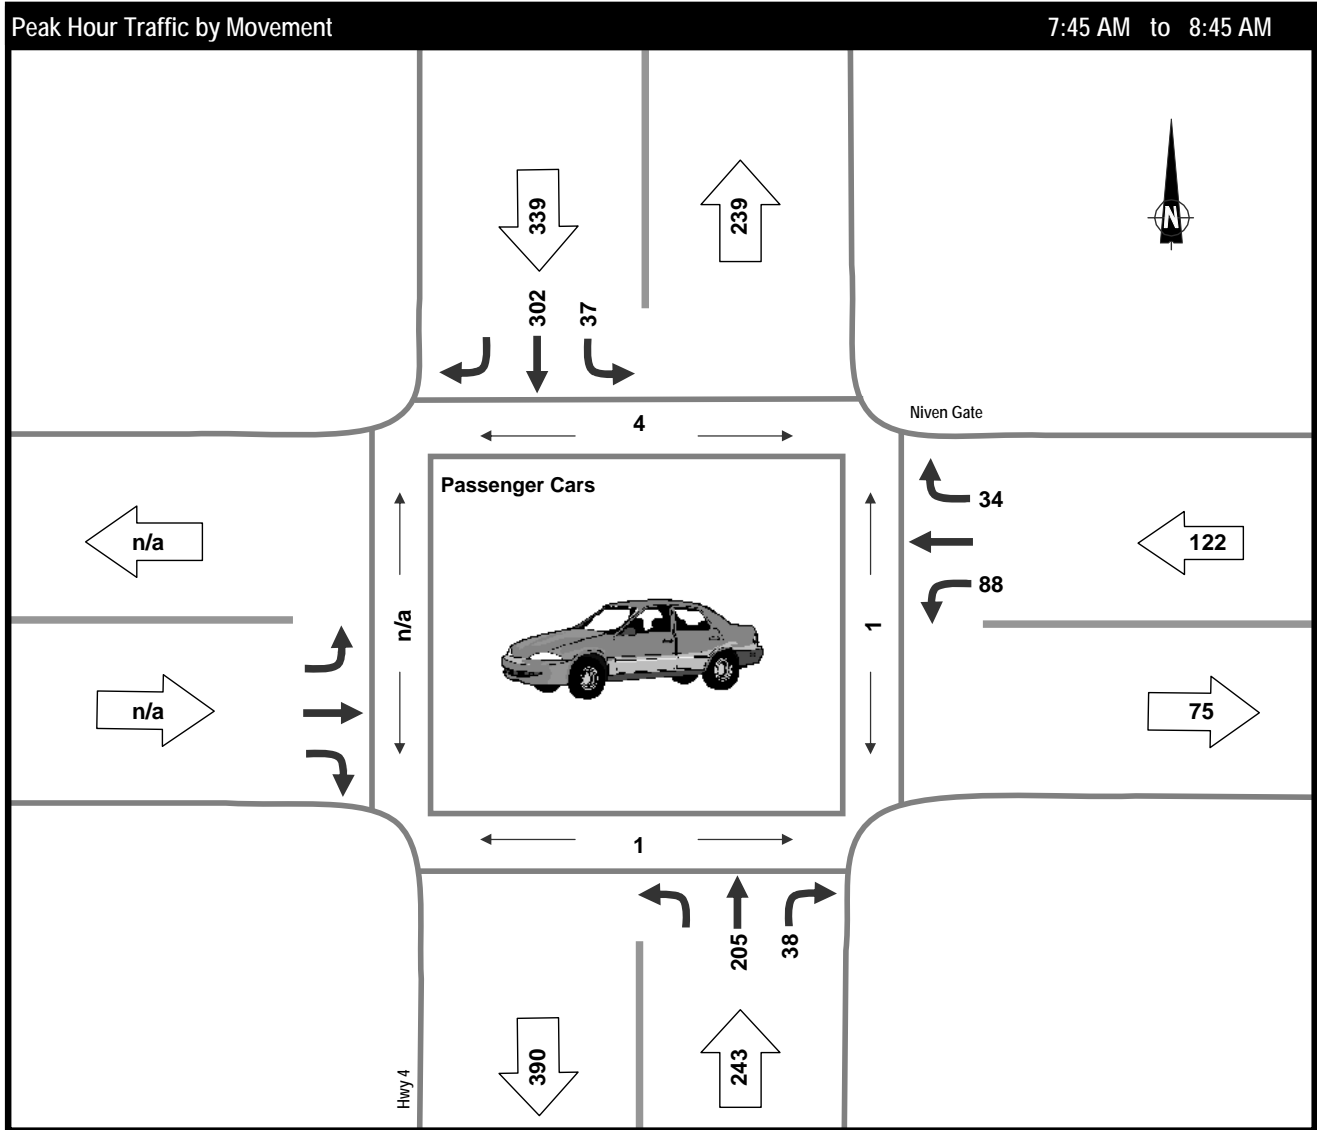 Peak Hour Traffic by Movement 7:45 AM to 8:45 AM
339
239
302
37
N
4
Niven Gate
Passenger Cars
34
n/a
122
88
n/a
1
n/a
75
1
205
38
390
243
Hwy 4